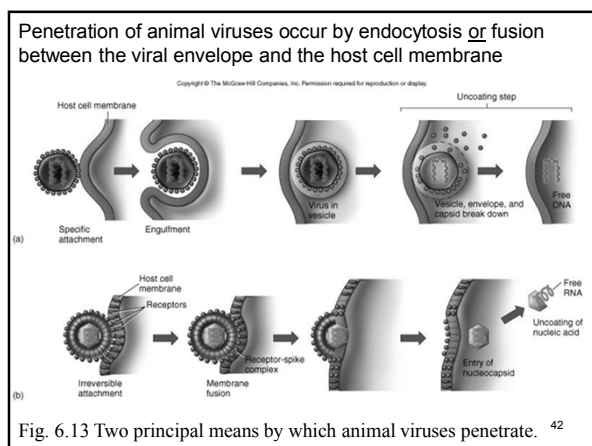 Penetration of animal viruses occur by endocytosis or fusion
between the viral envelope and the host cell membrane
Copyright © The McGraw-Hill Companies, Inc. Permission required for reproduction or display.
Host cell membrane
Uncoating step
Virus in
vesicle
Vesicle, envelope, and
capsid break down
Free
DNA
(a)
Specific
attachment
Engulfment
Host cell
membrane
Receptors
Receptor-spike
complex
Entry of
nucleocapsid
Free
RNA
Uncoating of
nucleic acid
(b)
Irreversible
attachment
Membrane
fusion
Fig. 6.13 Two principal means by which animal viruses penetrate.
42